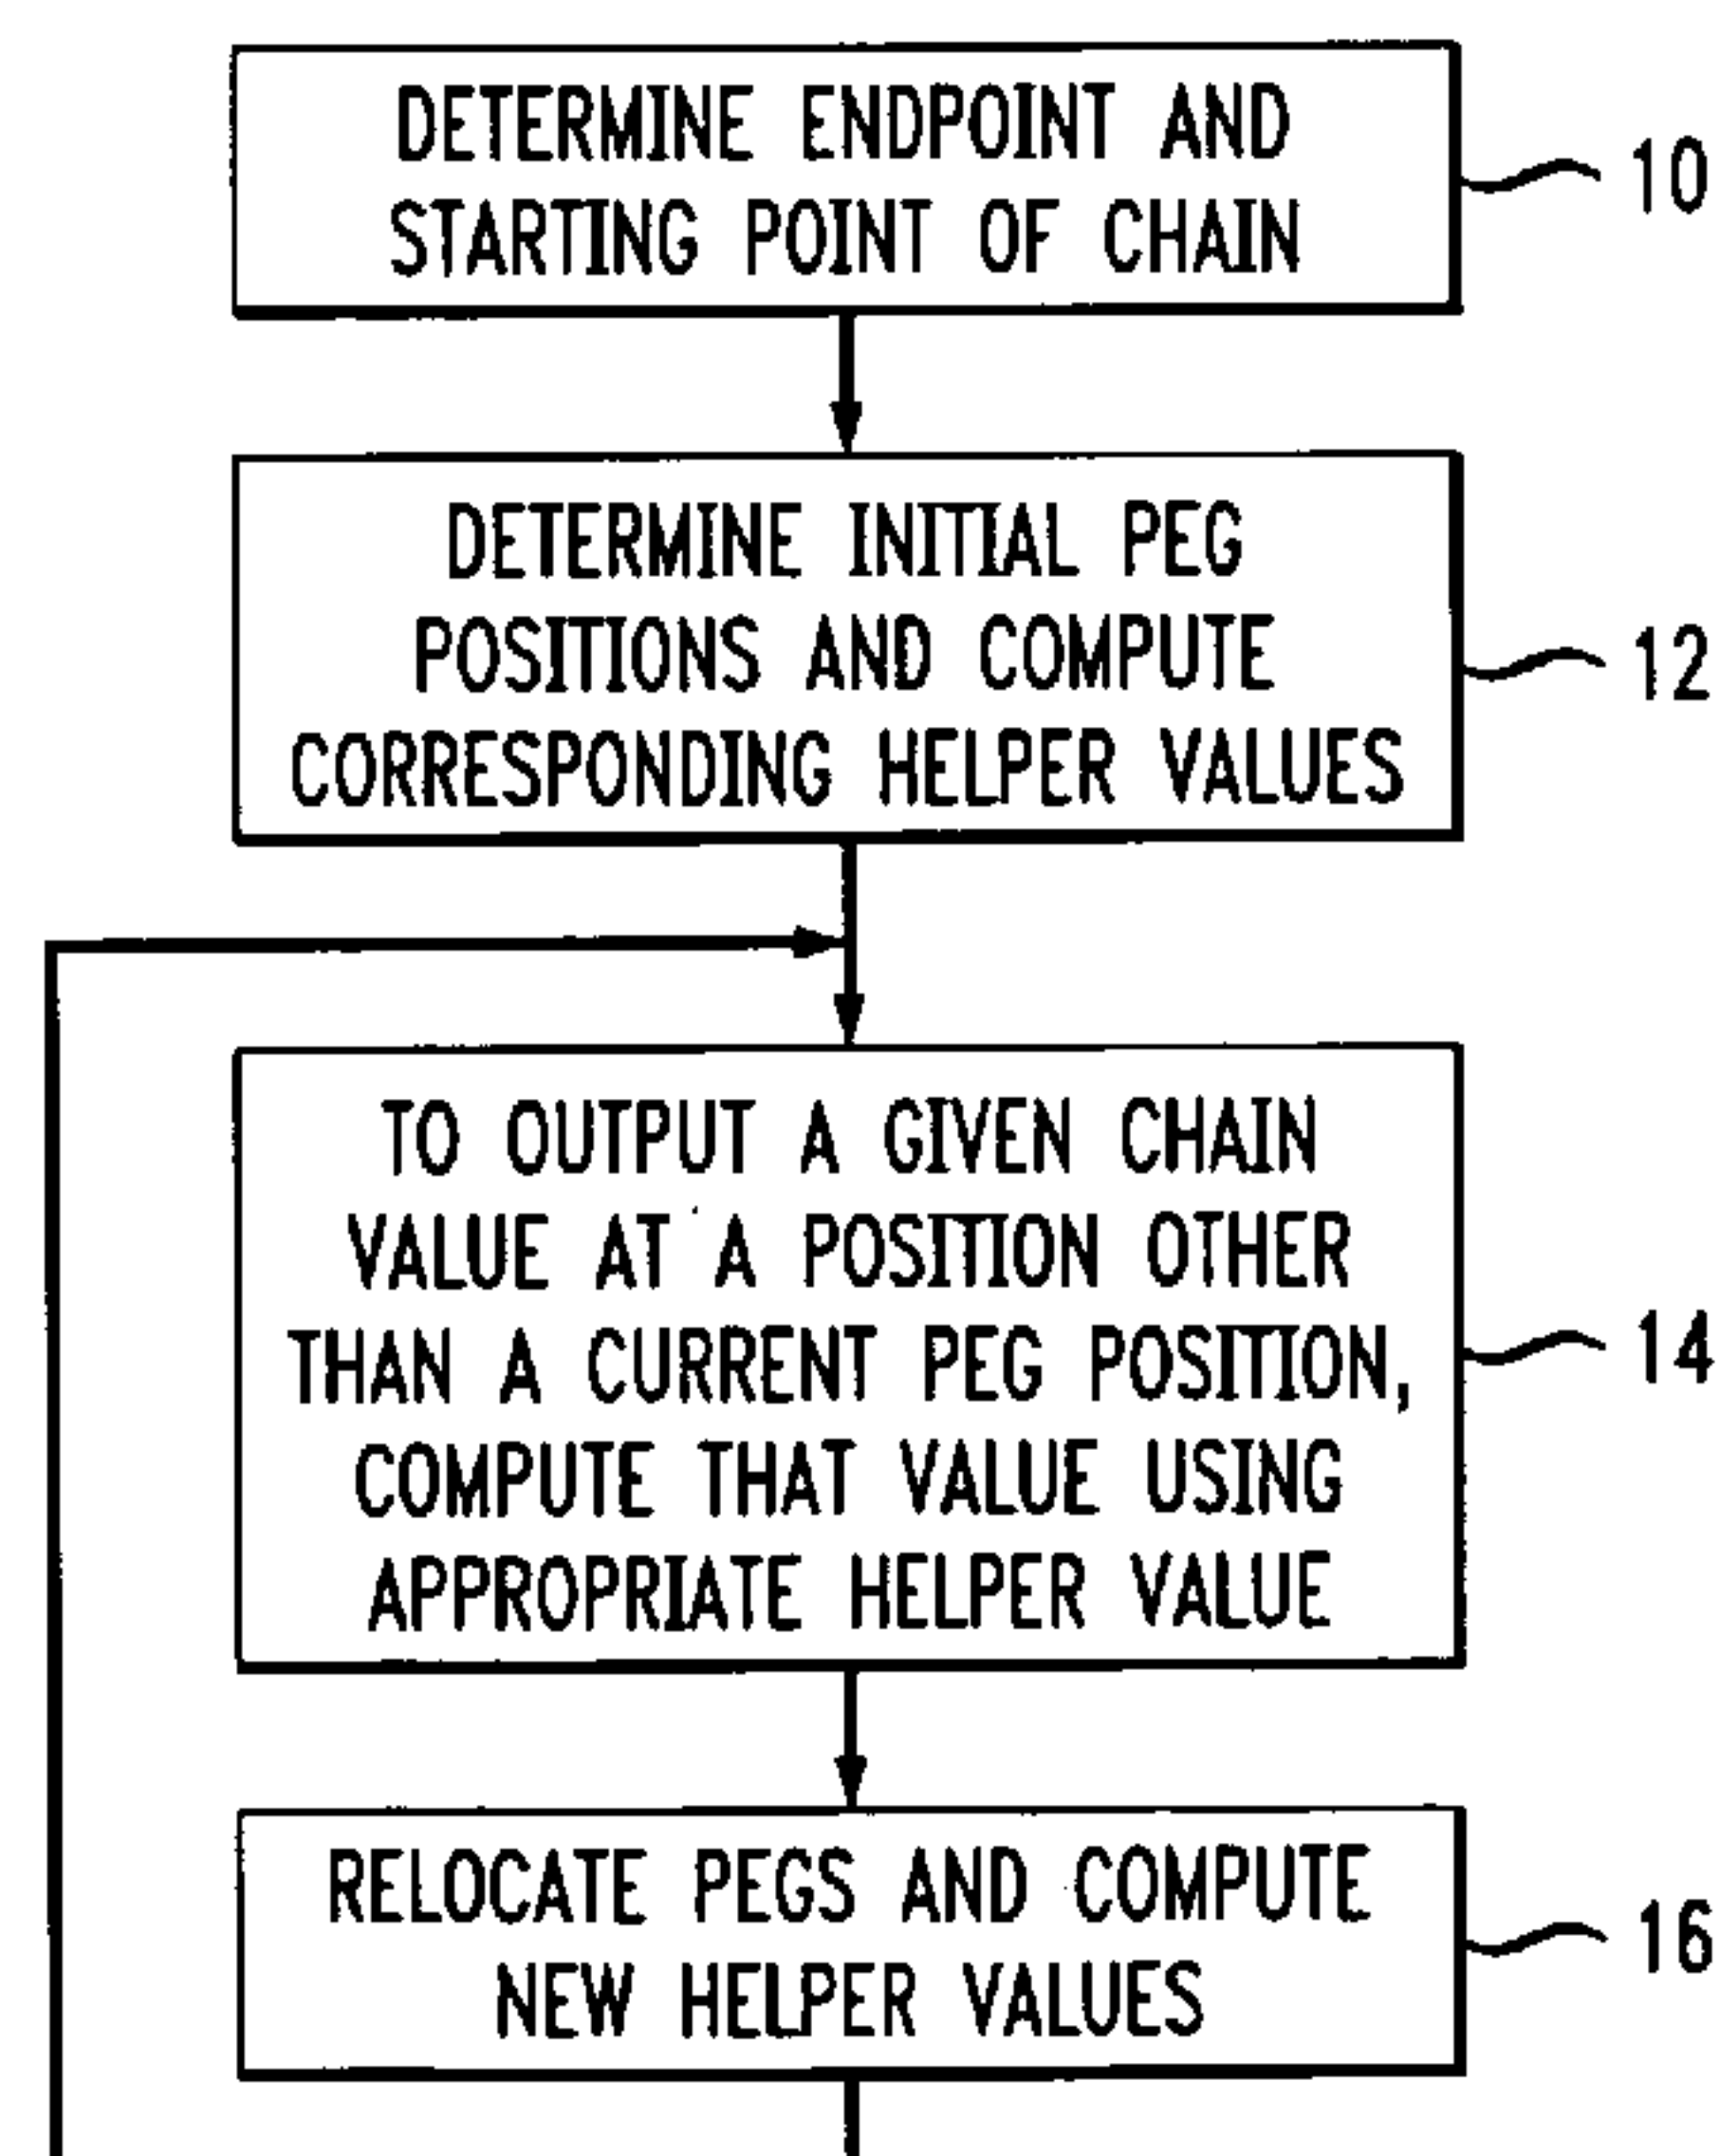 DETERMINE ENDPOINT AND
STARTING POINT OF CHAIN
10
DETERMINE INITIAL PEG
POSITIONS AND COMPUTE
CORRESPONDING HELPER VALUES
12
TO OUTPUT A GIVEN CHAIN
VALUE AT A POSITION OTHER
THAN A CURRENT PEG POSITION,
COMPUTE THAT VALUE USING
APPROPRIATE HELPER VALUE
14
RELOCATE PEGS AND COMPUTE
NEW HELPER VALUES
16